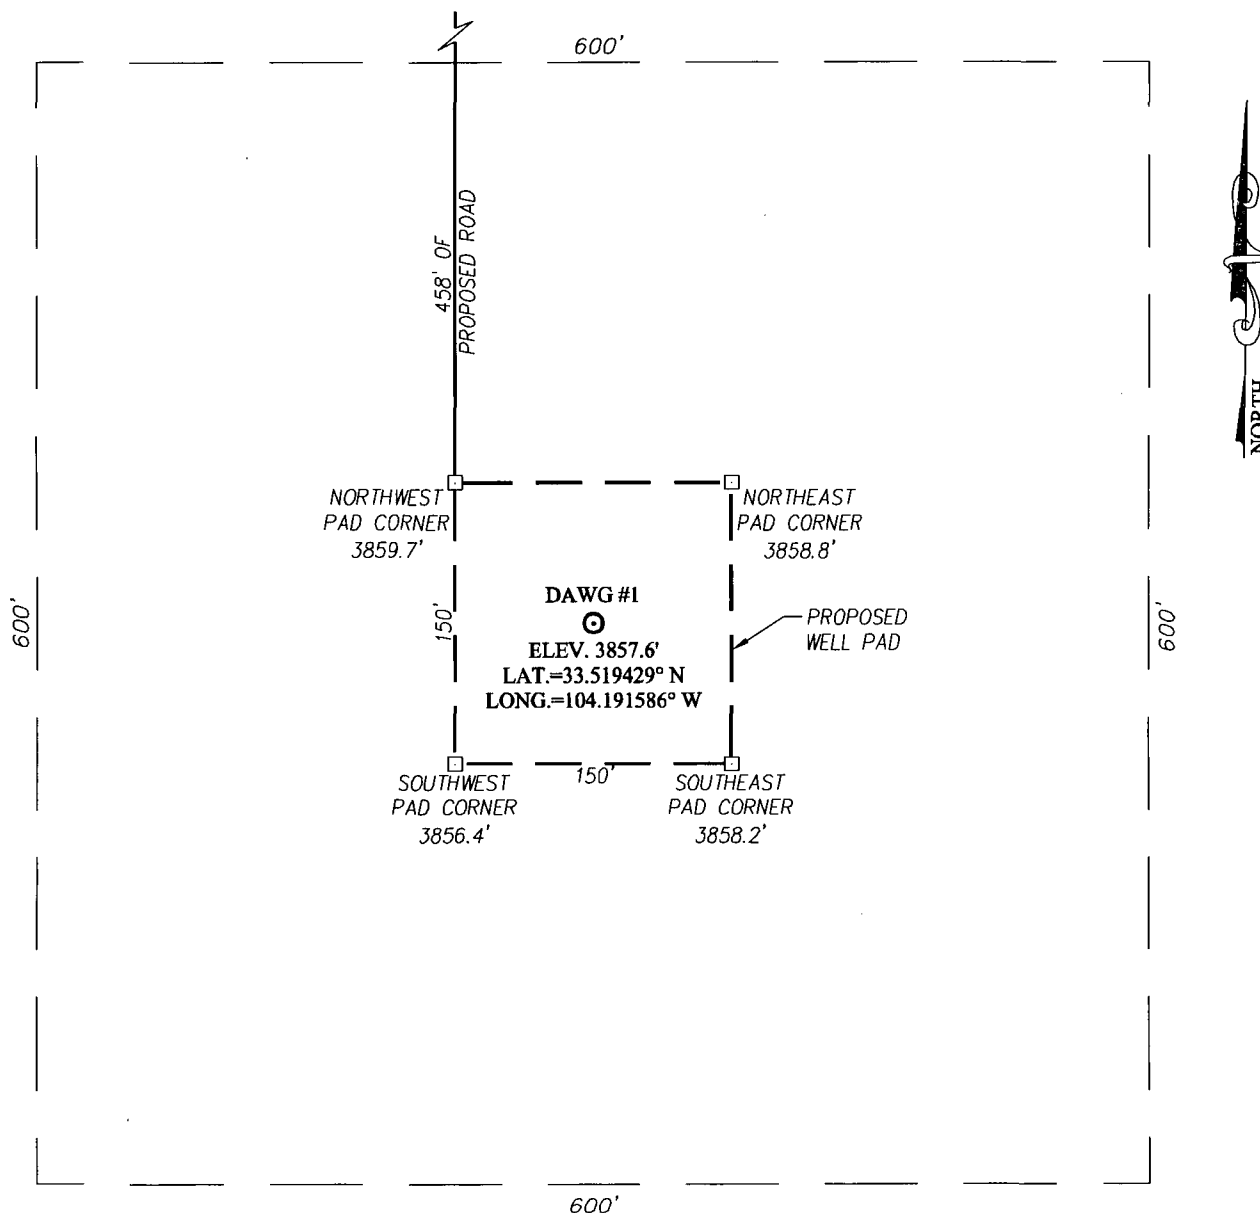 600'
458' OF
PROPOSED ROAD
NORTH
NORTHWEST
PAD CORNER
3859.7'
NORTHEAST
PAD CORNER
3858.8'
600'
150'
DAWG #1
ELEV. 3857.6'
LAT.=33.519429° N
LONG.=104.191586° W
PROPOSED
WELL PAD
600'
150'
SOUTHWEST
PAD CORNER
3856.4'
SOUTHEAST
PAD CORNER
3858.2'
600'